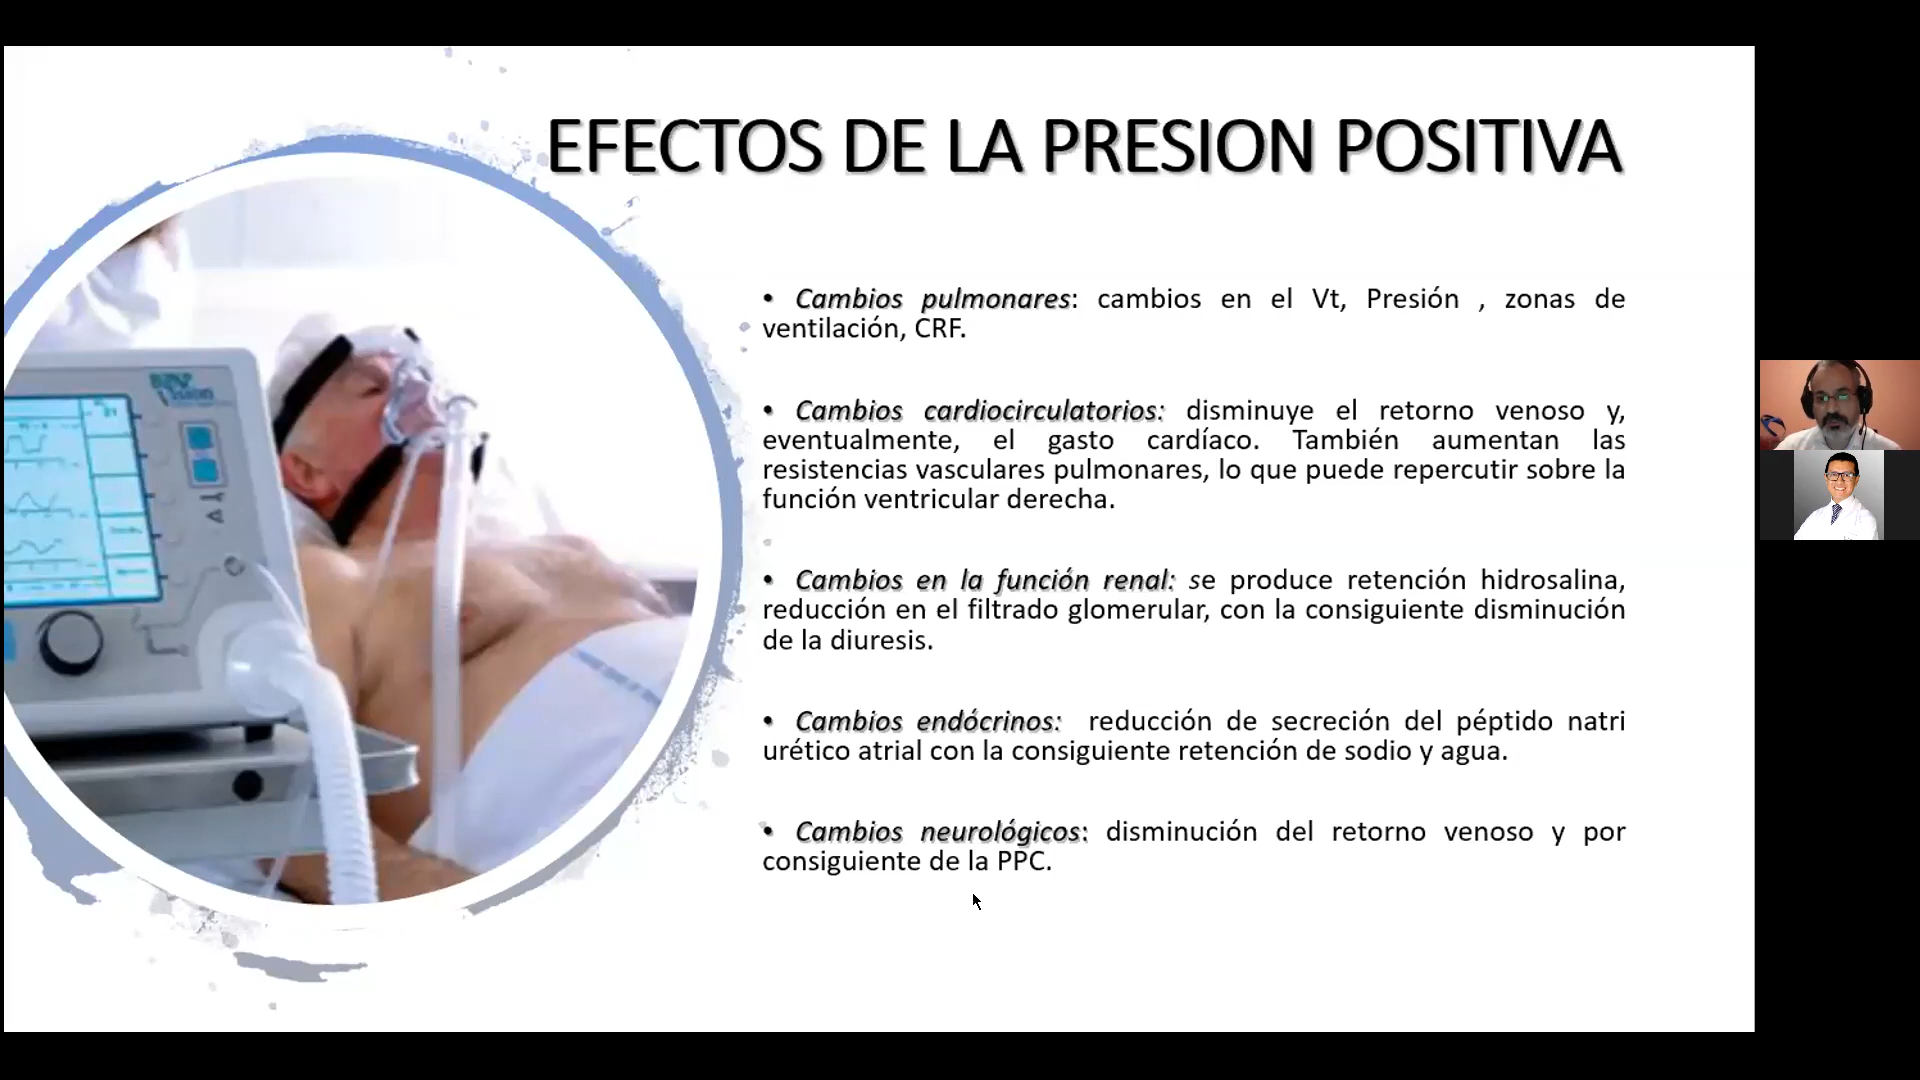 EFECTOS DE LA PRESION POSITIVA
• Cambios pulmonares: cambios en el Vt, Presión , zonas de
ventilación, CRF.
• Cambios cardiocirculatorios: disminuye el retorno venoso y,
eventualmente, el gasto cardíaco. También aumentan las
resistencias vasculares pulmonares, lo que puede repercutir sobre la
función ventricular derecha.
• Cambios en la función renal: se produce retención hidrosalina,
reducción en el filtrado glomerular, con la consiguiente disminución
de la diuresis.
• Cambios endócrinos: reducción de secreción del péptido natri
urético atrial con la consiguiente retención de sodio y agua.
• Cambios neurológicos: disminución del retorno venoso y por
consiguiente de la PPC.